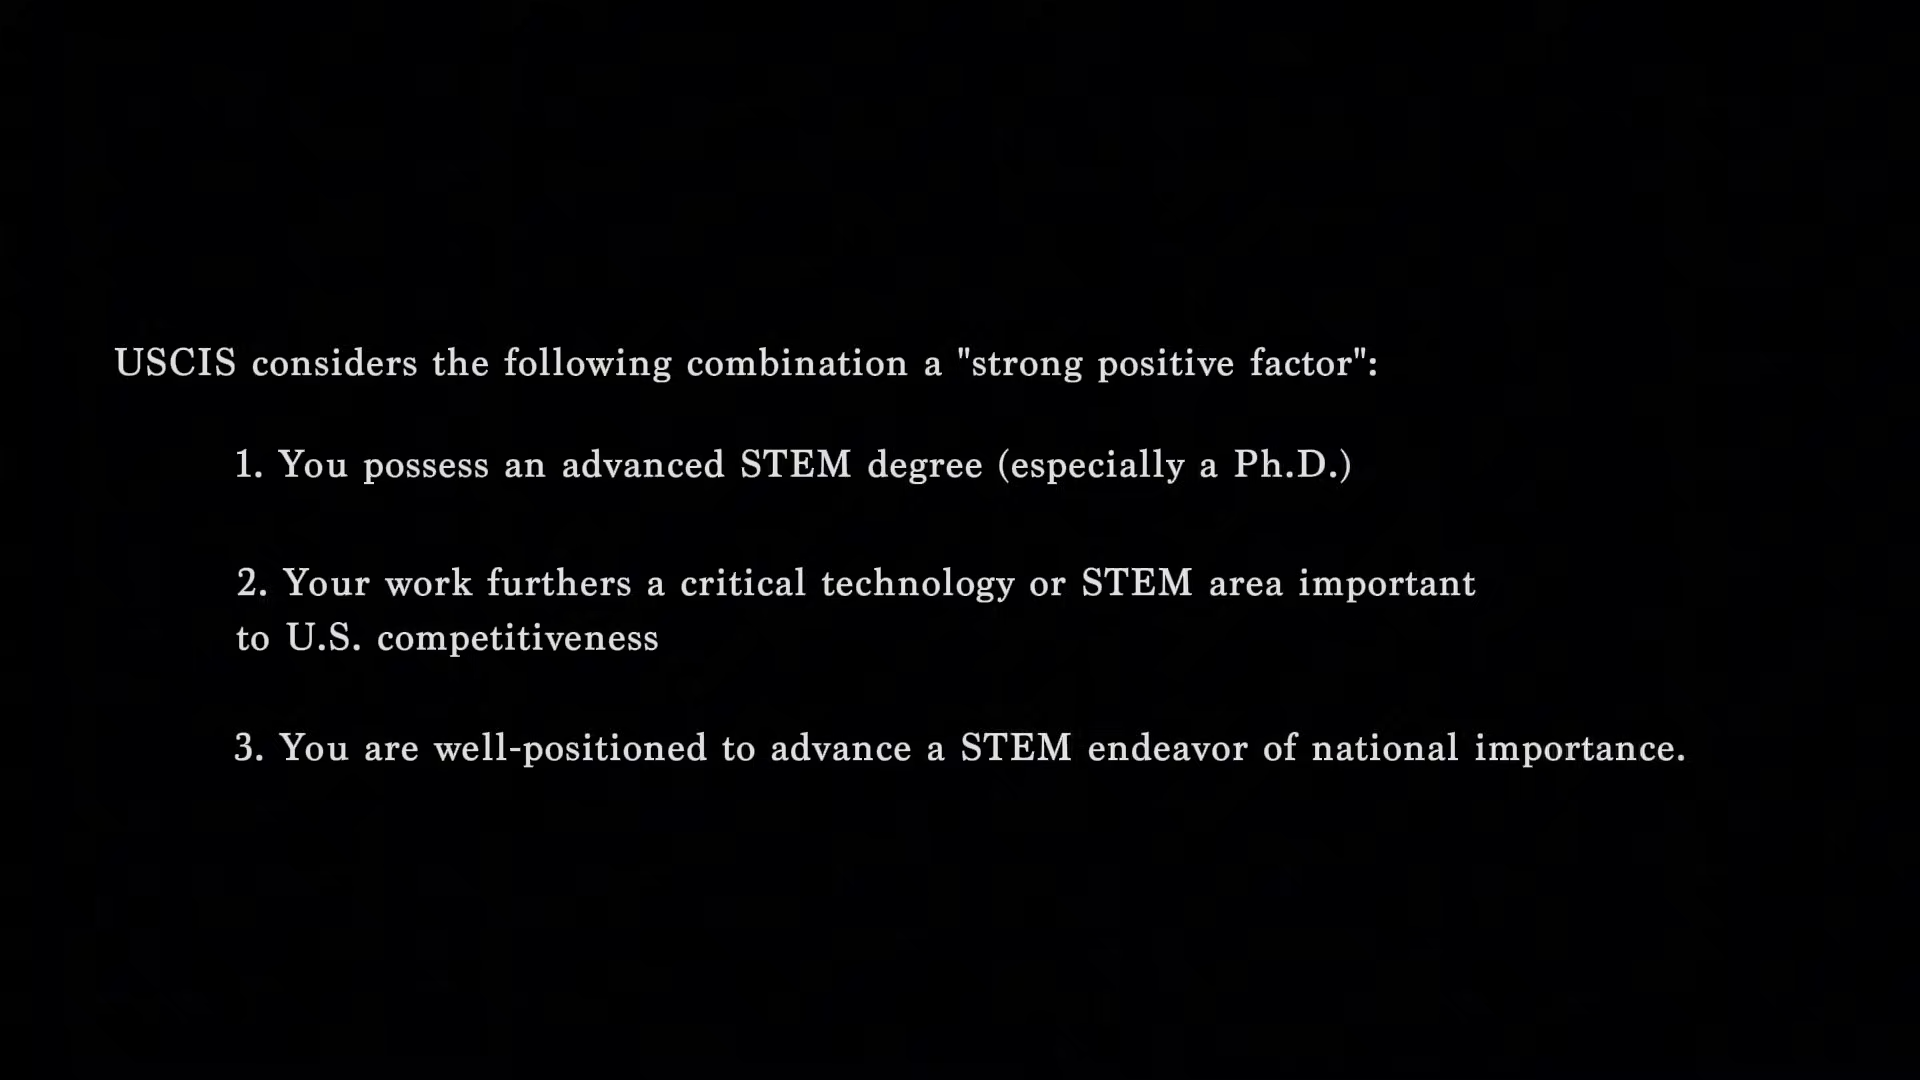 USCIS considers the following combination a "strong positive factor":
1. You possess an advanced STEM degree (especially a Ph.D.)
2. Your work furthers a critical technology or STEM area important
to U.S. competitiveness
3. You are well-positioned to advance a STEM endeavor of national importance.